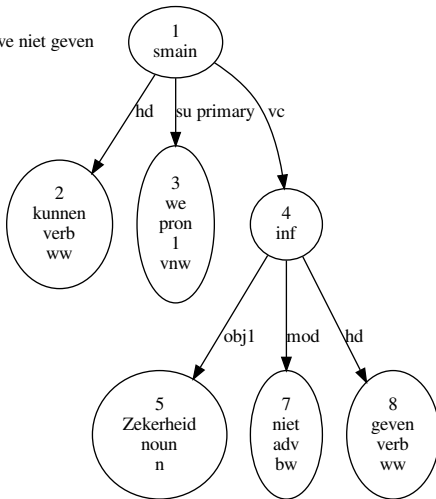 niet geven
1
smain
hd
su primary
vc
2
kunnen
verb
ww
3
we
pron
1
vnw
4
inf
obj1
mod
hd
5
Zekerheid
noun
n
7
niet
adv
bw
8
geven
verb
ww